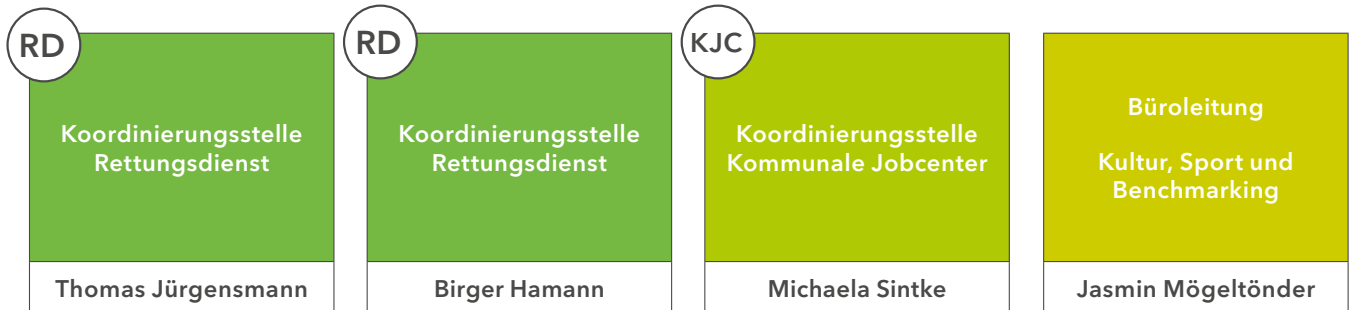 RD
Koordinierungsstelle
Rettungsdienst
Thomas Jürgensmann
RD
Koordinierungsstelle
Rettungsdienst
Birger Hamann
KJC
Koordinierungsstelle
Kommunale Jobcenter
Michaela Sintke
Büroleitung
Kultur, Sport und
Benchmarking
Jasmin Mögeltönder